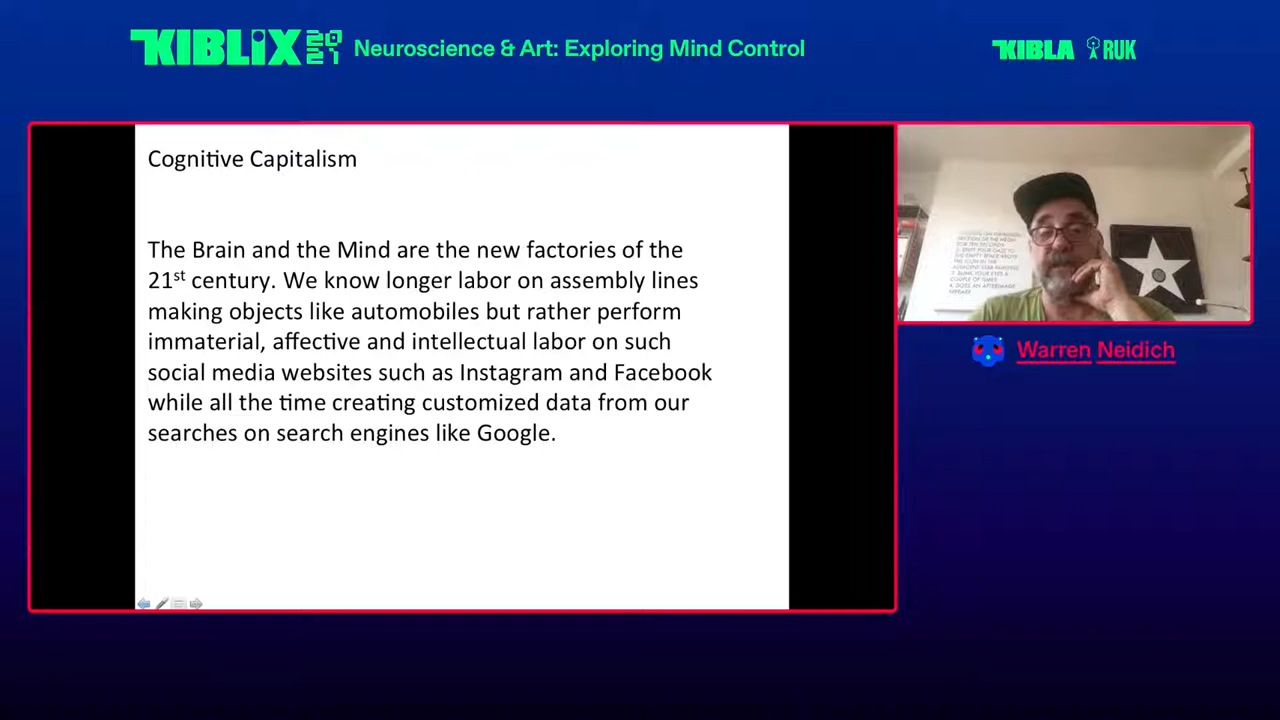 KIBLIX
Neuroscience & Art: Exploring Mind Control
KIBLA
RUK
Cognitive Capitalism
The Brain and the Mind are the new factories of the
21st century. We know longer labor on assembly lines
making objects like automobiles but rather perform
immaterial, affective and intellectual labor on such
social media websites such as Instagram and Facebook
while all the time creating customized data from our
searches on search engines like Google.
FOR TEN SECONDS
Warren Neidich